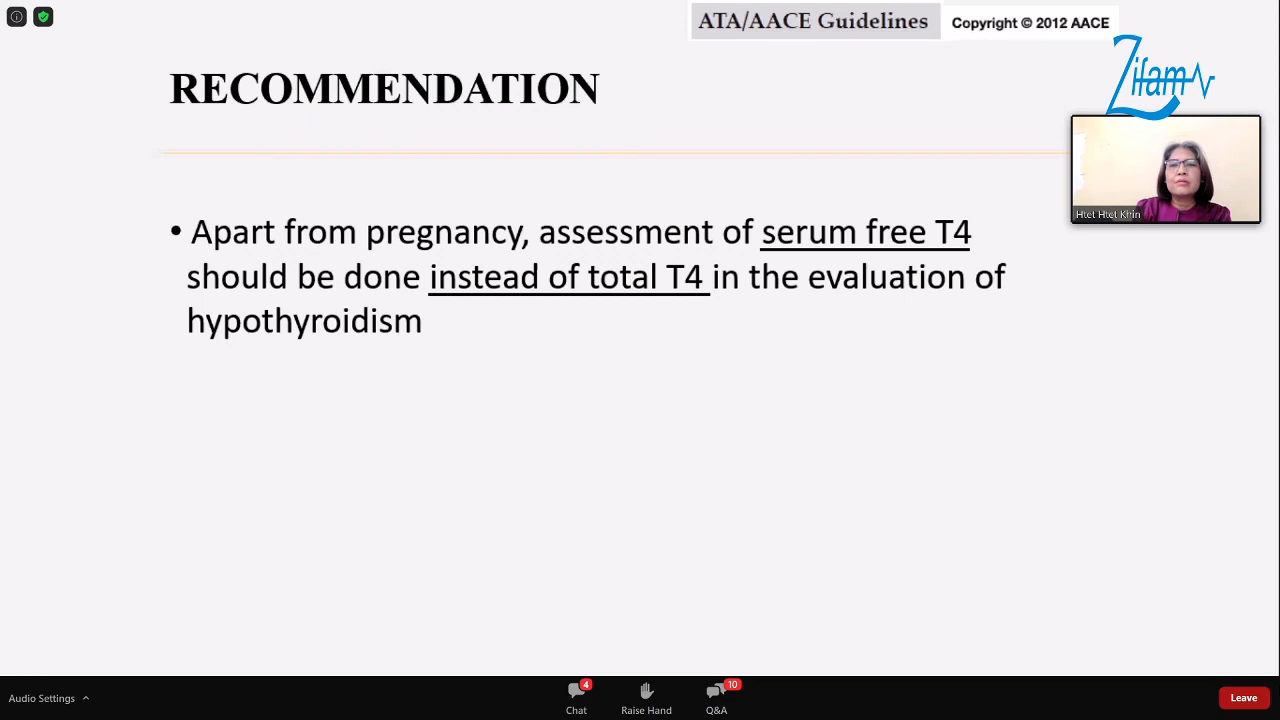 ATA/AACE Guidelines
Copyright © 2012 AACE
Zifam
RECOMMENDATION
Htet Htet Khin
• Apart from pregnancy, assessment of serum free T4
should be done instead of total T4 in the evaluation of
hypothyroidism
Audio Settings
4
Chat
Raise Hand
10
Q&A
Leave